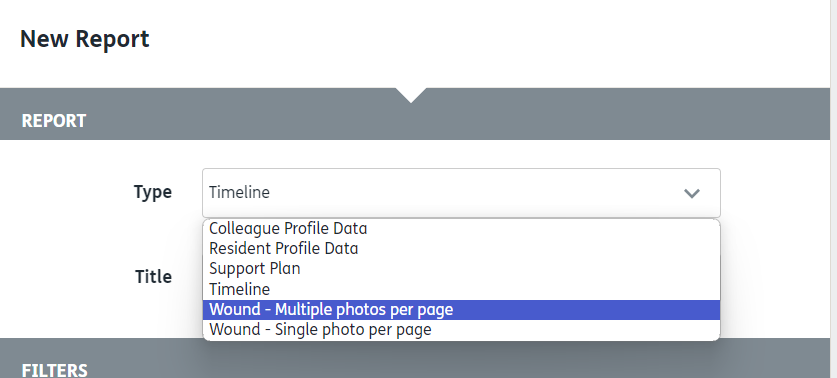 New Report
REPORT
Type
Timeline
Colleague Profile Data
Resident Profile Data
Support Plan
Timeline
Wound - Multiple photos per page
Wound - Single photo per page
Title
FILTERS